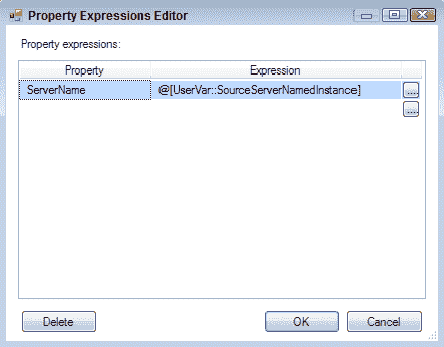 Property Expressions Editor
Property expressions:
Property Expression
ServerName @[UserVar::SourceServerNamedInstance]
...
...
Delete OK Cancel